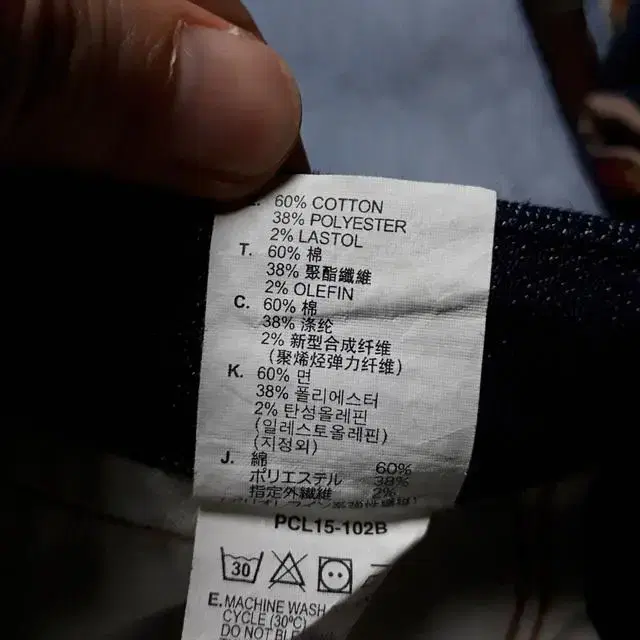 60% COTTON
38% POLYESTER
2% LASTOL
T. 60% 棉
38% 聚酯纖維
2% OLEFIN
C. 60% 棉
38% 涤纶
2% 新型合成纤维
(聚烯烃弹力纤维)
K. 60% 면
38% 폴리에스터
2% 탄성올레핀
(일레스토올레핀)
(지정외)
J. 綿 60%
ポリエステル 38%
指定外繊維 2%
PCL15-102B
30
E. MACHINE WASH
CYCLE (30ºC)
DO NOT BLE